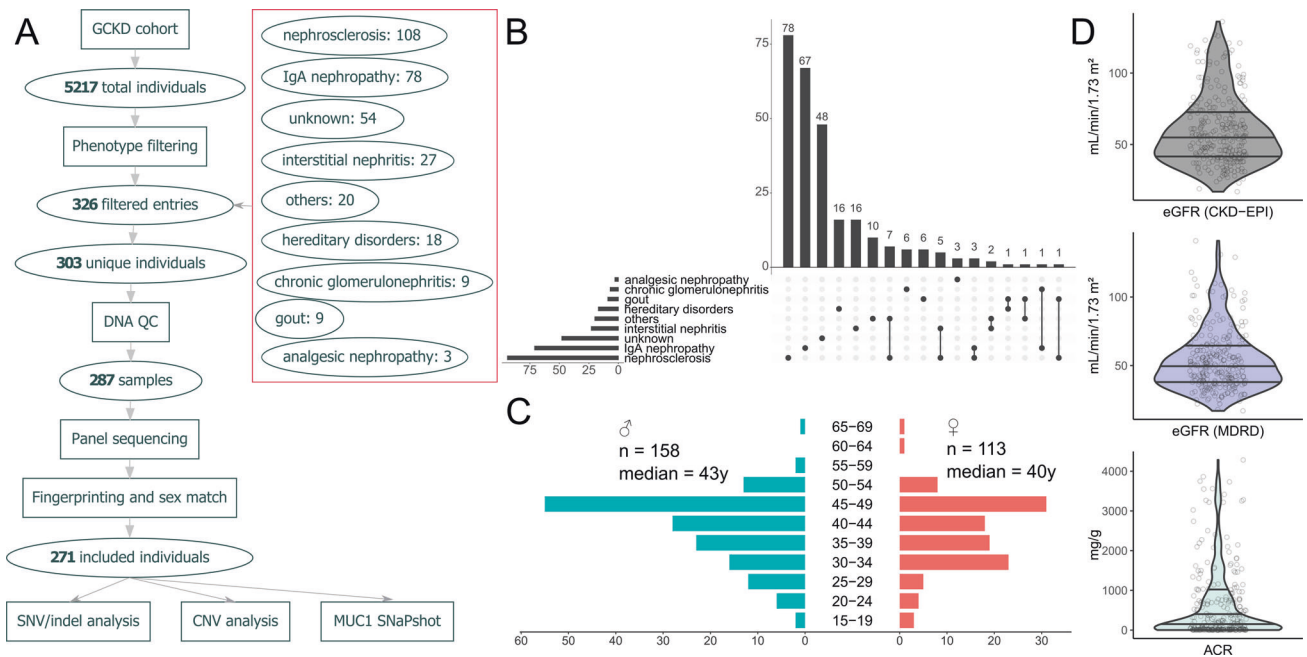 A
GCKD cohort
5217 total individuals
Phenotype filtering
326 filtered entries
303 unique individuals
DNA QC
287 samples
Panel sequencing
Fingerprinting and sex match
271 included individuals
SNV/indel analysis
CNV analysis
MUC1 SNaPshot
nephrosclerosis: 108
IgA nephropathy: 78
unknown: 54
interstitial nephritis: 27
others: 20
hereditary disorders: 18
chronic glomerulonephritis: 9
gout: 9
analgesic nephropathy: 3
B
75
50
25
0
78
67
48
16
16
10
7
6
6
5
3
3
2
1
1
1
1
analgesic nephropathy
chronic glomerulonephritis
gout
hereditary disorders
others
interstitial nephritis
unknown
IgA nephropathy
nephrosclerosis
75 50 25 0
C
♂
n = 158
median = 43y
♀
n = 113
median = 40y
65−69
60−64
55−59
50−54
45−49
40−44
35−39
30−34
25−29
20−24
15−19
60 50 40 30 20 10 0
0 10 20 30
D
mL/min/1.73 m²
100
50
eGFR (CKD−EPI)
mL/min/1.73 m²
100
50
eGFR (MDRD)
mg/g
4000
3000
2000
1000
0
ACR